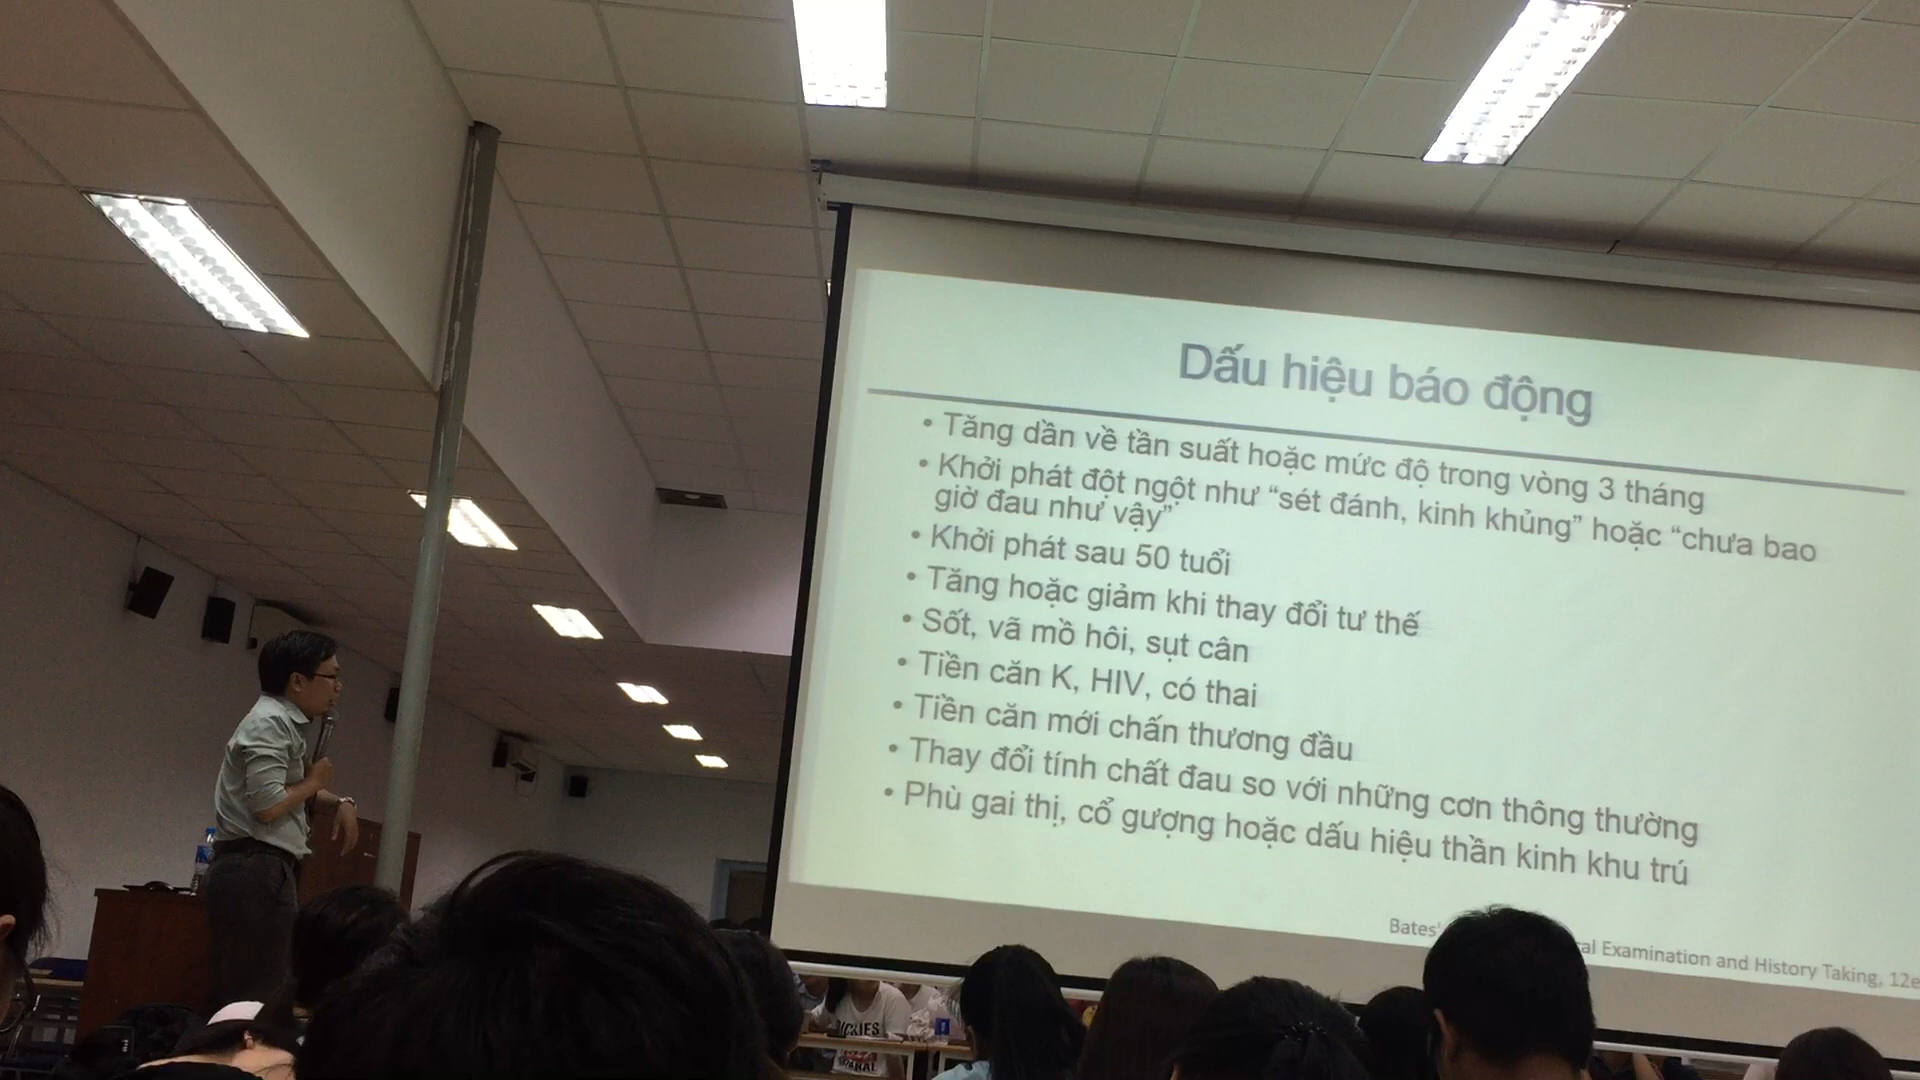 Dấu hiệu báo động
• Tăng dần về tần suất hoặc mức độ trong vòng 3 tháng
• Khởi phát đột ngột như “sét đánh, kinh khủng” hoặc “chưa bao
giờ đau như vậy”
• Khởi phát sau 50 tuổi
• Tăng hoặc giảm khi thay đổi tư thế
• Sốt, vã mồ hôi, sụt cân
• Tiền căn K, HIV, có thai
• Tiền căn mới chấn thương đầu
• Thay đổi tính chất đau so với những cơn thông thường
• Phù gai thị, cổ gượng hoặc dấu hiệu thần kinh khu trú
Bates' Examination and History Taking, 12e
DICKIES